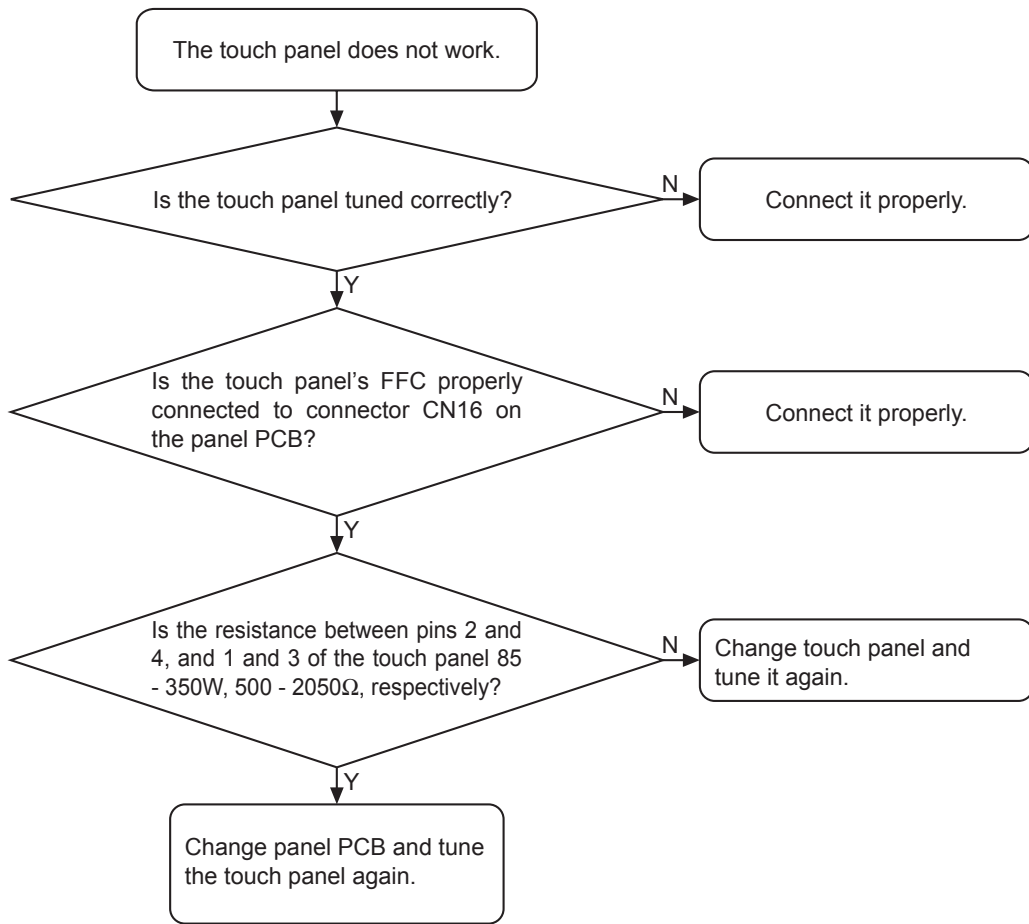 The touch panel does not work.
Is the touch panel tuned correctly?
N
Connect it properly.
Y
Is the touch panel’s FFC properly
connected to connector CN16 on
the panel PCB?
N
Connect it properly.
Y
Is the resistance between pins 2 and
4, and 1 and 3 of the touch panel 85
- 350W, 500 - 2050Ω, respectively?
N
Change touch panel and
tune it again.
Y
Change panel PCB and tune
the touch panel again.